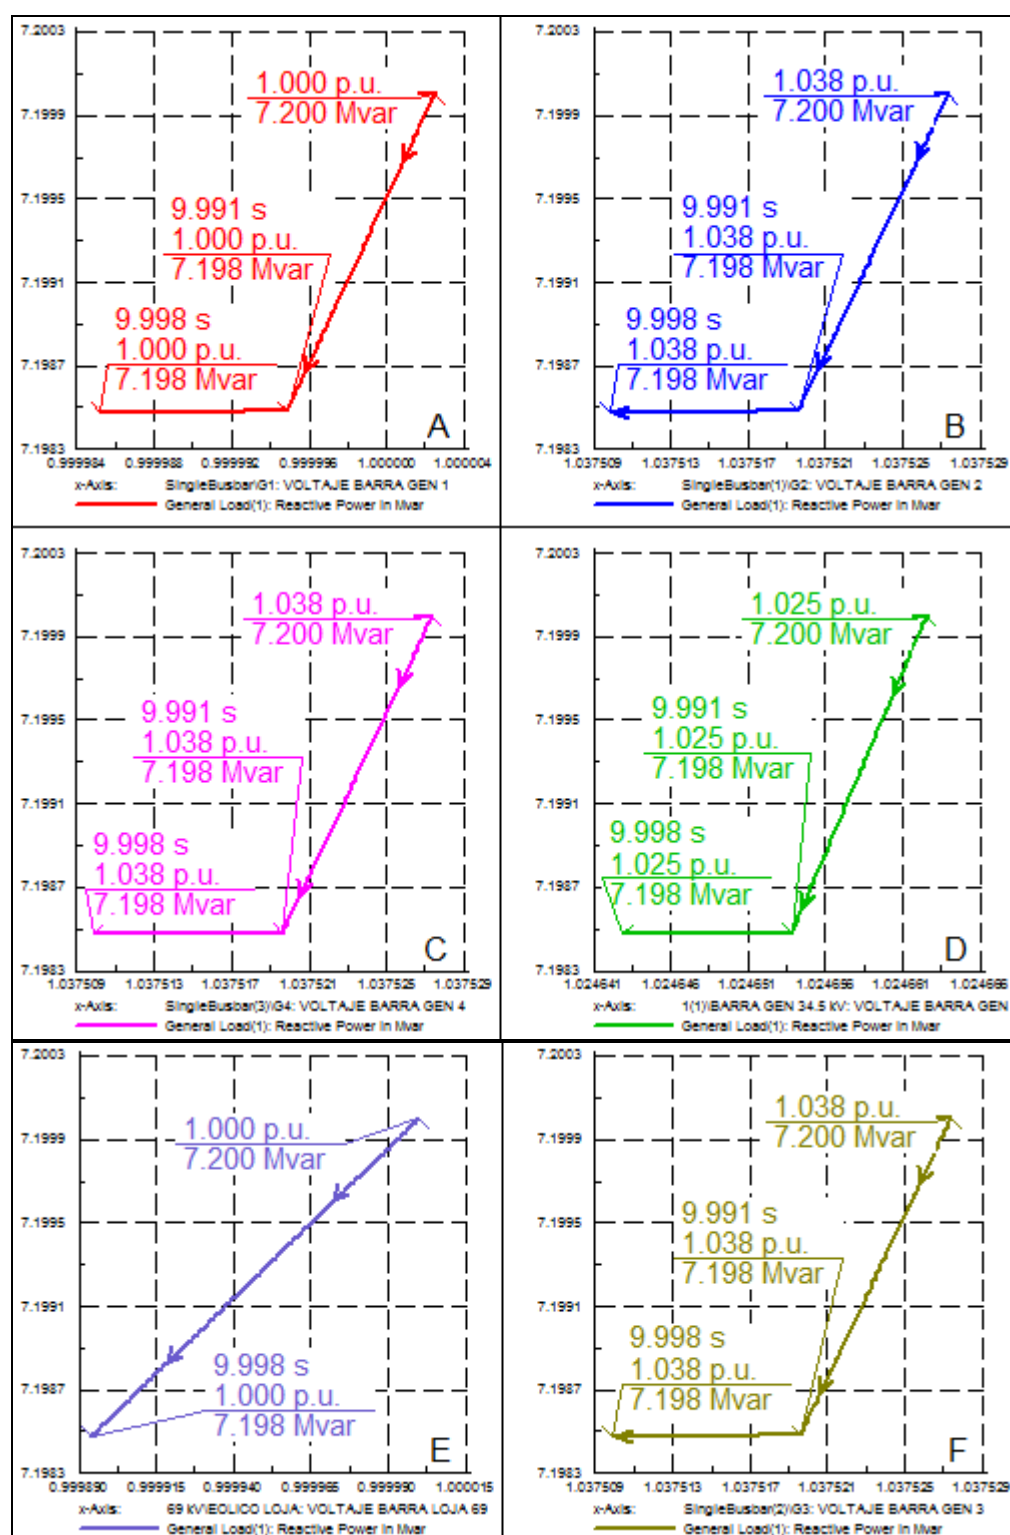 7.2003
1.000 p.u.
7.200 Mvar
7.1999
7.1995
9.991 s
1.000 p.u.
7.198 Mvar
7.1991
9.998 s
1.000 p.u.
7.198 Mvar
7.1987
A
7.1983
0.999984 0.999988 0.999992 0.999996 1.000000 1.000004
x-Axis: SingleBusbar\G1: VOLTAJE BARRA GEN 1
General Load(1): Reactive Power in Mvar
7.2003
1.038 p.u.
7.200 Mvar
7.1999
7.1995
9.991 s
1.038 p.u.
7.198 Mvar
7.1991
9.998 s
1.038 p.u.
7.198 Mvar
7.1987
B
7.1983
1.037509 1.037513 1.037517 1.037521 1.037525 1.037529
x-Axis: SingleBusbar(1)\G2: VOLTAJE BARRA GEN 2
General Load(1): Reactive Power in Mvar
7.2003
1.038 p.u.
7.200 Mvar
7.1999
7.1995
9.991 s
1.038 p.u.
7.198 Mvar
7.1991
9.998 s
1.038 p.u.
7.198 Mvar
7.1987
C
7.1983
1.037509 1.037513 1.037517 1.037521 1.037525 1.037529
x-Axis: SingleBusbar(3)\G4: VOLTAJE BARRA GEN 4
General Load(1): Reactive Power in Mvar
7.2003
1.025 p.u.
7.200 Mvar
7.1999
7.1995
9.991 s
1.025 p.u.
7.198 Mvar
7.1991
9.998 s
1.025 p.u.
7.198 Mvar
7.1987
D
7.1983
1.024641 1.024646 1.024651 1.024656 1.024661 1.024666
x-Axis: 1(1)\BARRA GEN 34.5 kV: VOLTAJE BARRA GEN
General Load(1): Reactive Power in Mvar
7.2003
1.000 p.u.
7.200 Mvar
7.1999
7.1995
7.1991
9.998 s
1.000 p.u.
7.198 Mvar
7.1987
E
7.1983
0.999890 0.999915 0.999940 0.999965 0.999990 1.000015
x-Axis: 69 kV\EOLICO LOJA: VOLTAJE BARRA LOJA 69
General Load(1): Reactive Power in Mvar
7.2003
1.038 p.u.
7.200 Mvar
7.1999
7.1995
9.991 s
1.038 p.u.
7.198 Mvar
7.1991
9.998 s
1.038 p.u.
7.198 Mvar
7.1987
F
7.1983
1.037509 1.037513 1.037517 1.037521 1.037525 1.037529
x-Axis: SingleBusbar(2)\G3: VOLTAJE BARRA GEN 3
General Load(1): Reactive Power in Mvar